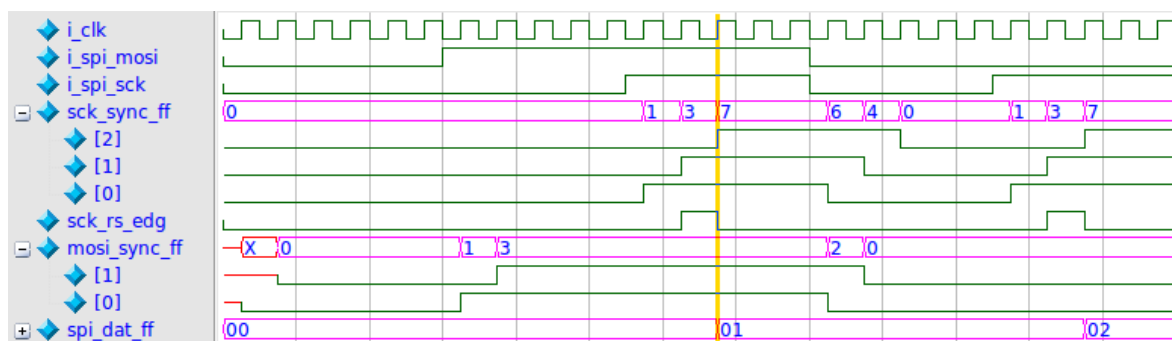 i_clk
i_spi_mosi
i_spi_sck
sck_sync_ff 0 1 3 7 6 4 0 1 3 7
[2]
[1]
[0]
sck_rs_edg
mosi_sync_ff X 0 1 3 2 0
[1]
[0]
spi_dat_ff 00 01 02